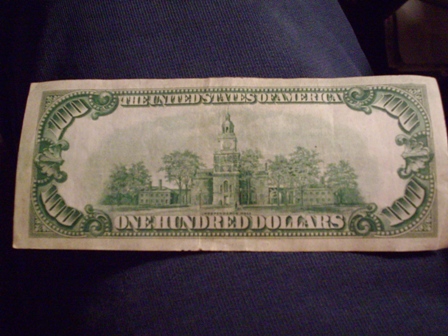 THE UNITED STATES OF AMERICA
100 100
100 100
ONE HUNDRED DOLLARS